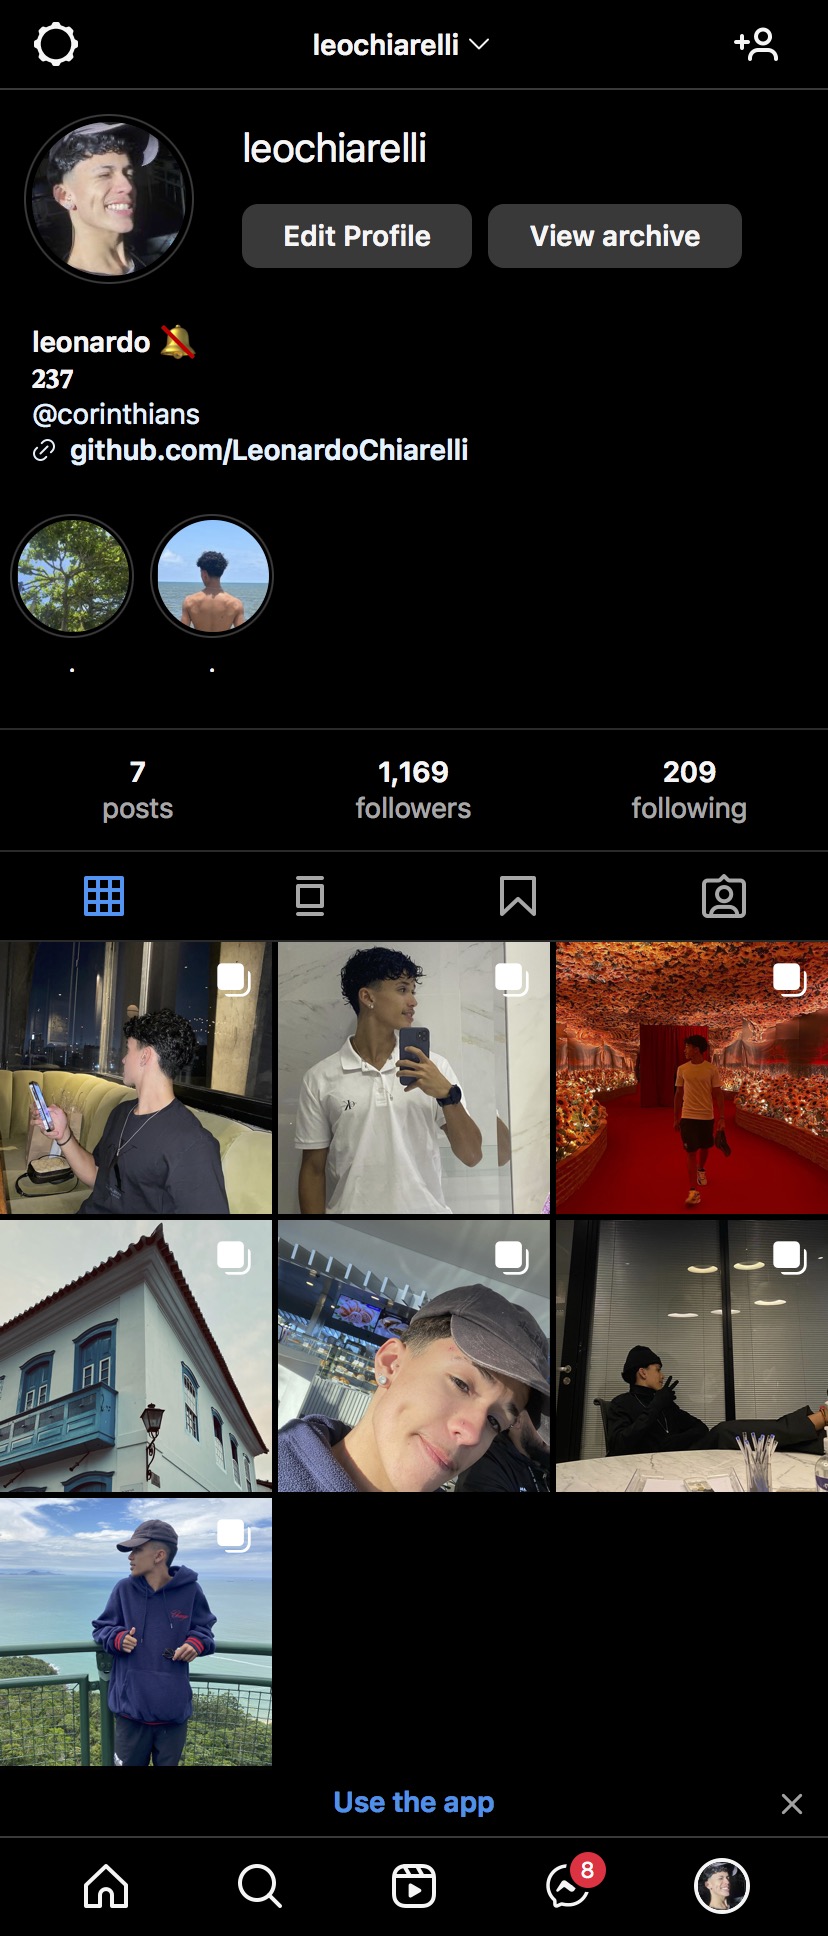 leochiarelli
leochiarelli
Edit Profile
View archive
leonardo
237
@corinthians
github.com/LeonardoChiarelli
.
.
7
posts
1,169
followers
209
following
Use the app
8